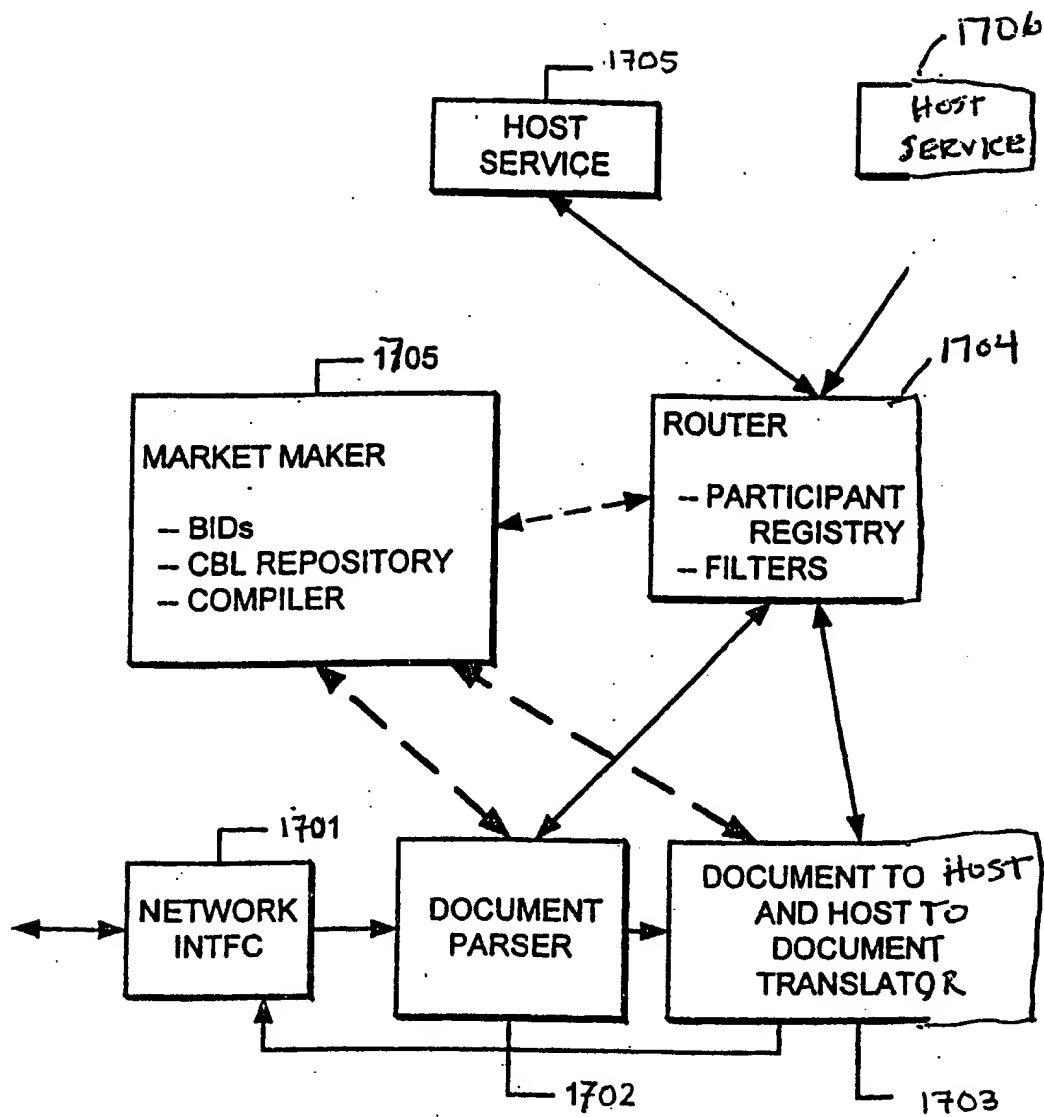 1706
1705
HOST
SERVICE
HOST
SERVICE
1705
1704
MARKET MAKER
– BIDs
– CBL REPOSITORY
– COMPILER
ROUTER
– PARTICIPANT
REGISTRY
– FILTERS
1701
NETWORK
INTFC
DOCUMENT
PARSER
DOCUMENT TO HOST
AND HOST TO
DOCUMENT
TRANSLATOR
1702
1703